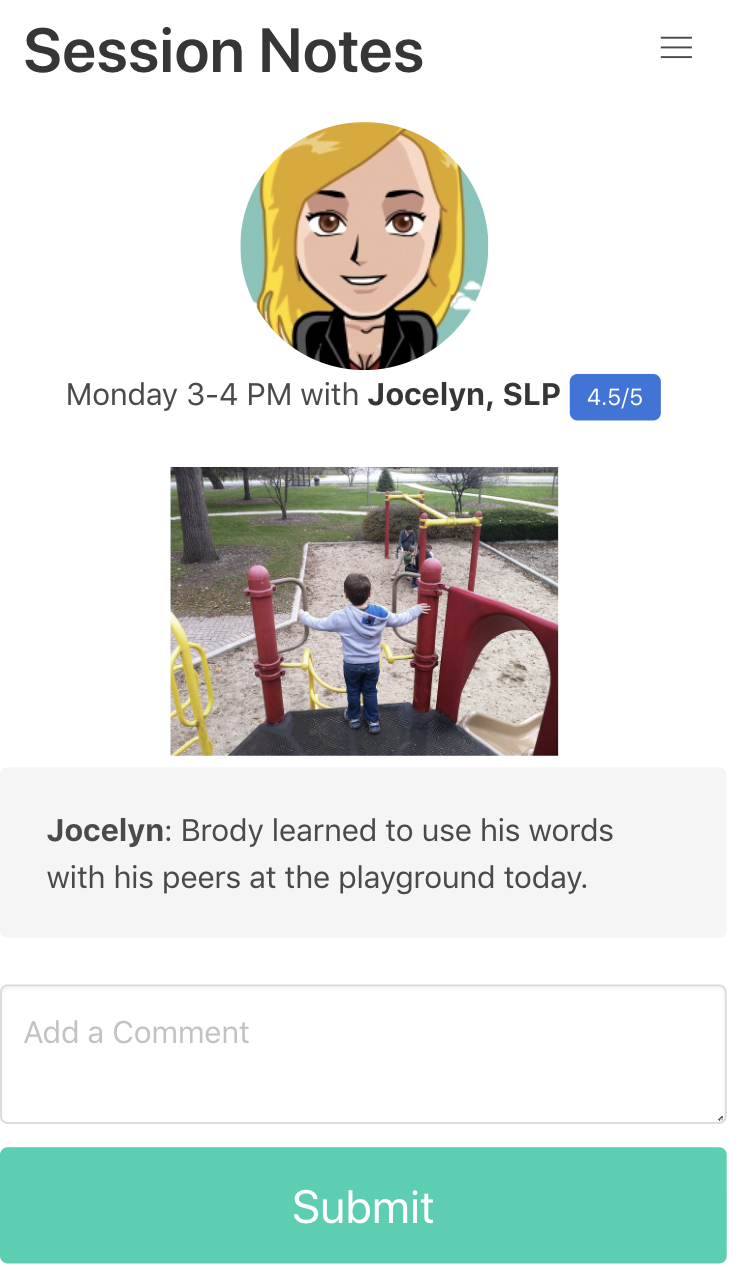 Session Notes
Monday 3-4 PM with Jocelyn, SLP 4.5/5
Jocelyn: Brody learned to use his words
with his peers at the playground today.
Add a Comment
Submit